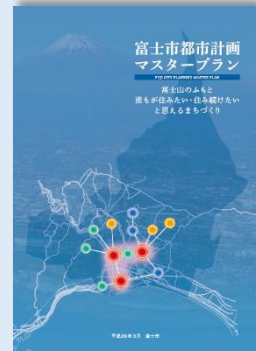 富士市都市計画
マスタープラン
FUJI CITY PLANNING MASTER PLAN
富士山のふもと
誰もが住みたい・住み続けたい
と思えるまちづくり
平成26年3月 富士市